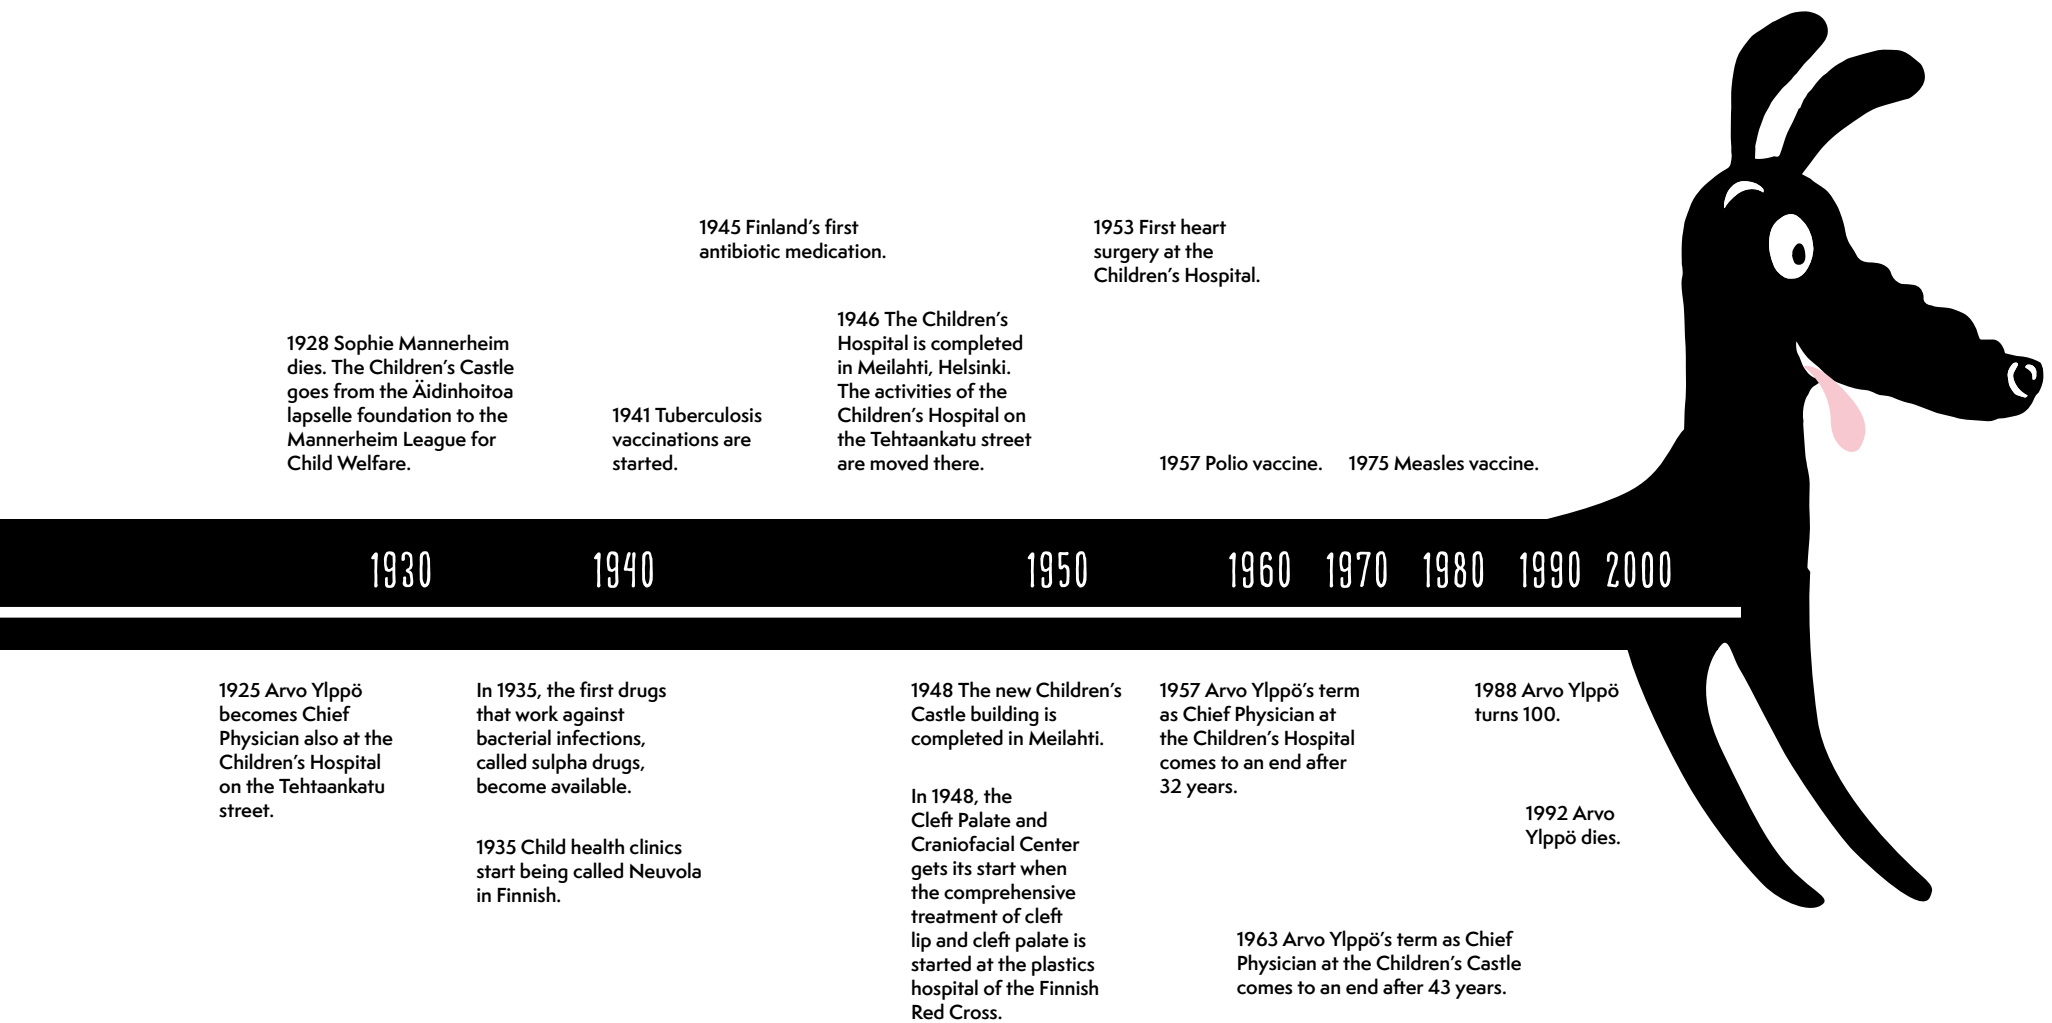 1945 Finland’s first
antibiotic medication.
1953 First heart
surgery at the
Children’s Hospital.
1928 Sophie Mannerheim
dies. The Children’s Castle
goes from the Äidinhoitoa
lapselle foundation to the
Mannerheim League for
Child Welfare.
1941 Tuberculosis
vaccinations are
started.
1946 The Children’s
Hospital is completed
in Meilahti, Helsinki.
The activities of the
Children’s Hospital on
the Tehtaankatu street
are moved there.
1957 Polio vaccine.
1975 Measles vaccine.
1930 1940 1950 1960 1970 1980 1990 2000
1925 Arvo Ylppö
becomes Chief
Physician also at the
Children’s Hospital
on the Tehtaankatu
street.
In 1935, the first drugs
that work against
bacterial infections,
called sulpha drugs,
become available.
1935 Child health clinics
start being called Neuvola
in Finnish.
1948 The new Children’s
Castle building is
completed in Meilahti.
In 1948, the
Cleft Palate and
Craniofacial Center
gets its start when
the comprehensive
treatment of cleft
lip and cleft palate is
started at the plastics
hospital of the Finnish
Red Cross.
1957 Arvo Ylppö’s term
as Chief Physician at
the Children’s Hospital
comes to an end after
32 years.
1963 Arvo Ylppö’s term as Chief
Physician at the Children’s Castle
comes to an end after 43 years.
1988 Arvo Ylppö
turns 100.
1992 Arvo
Ylppö dies.